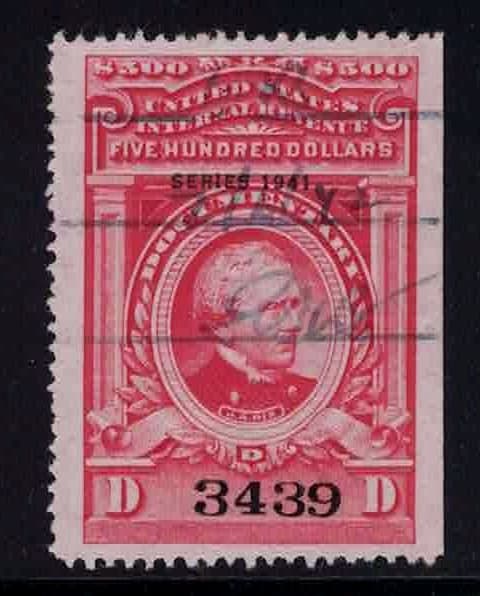 $500 U.S.I.R. $500
UNITED STATES
INTERNAL REVENUE
FIVE HUNDRED DOLLARS
SERIES 1941
DOCUMENTARY
D
D 3439 D